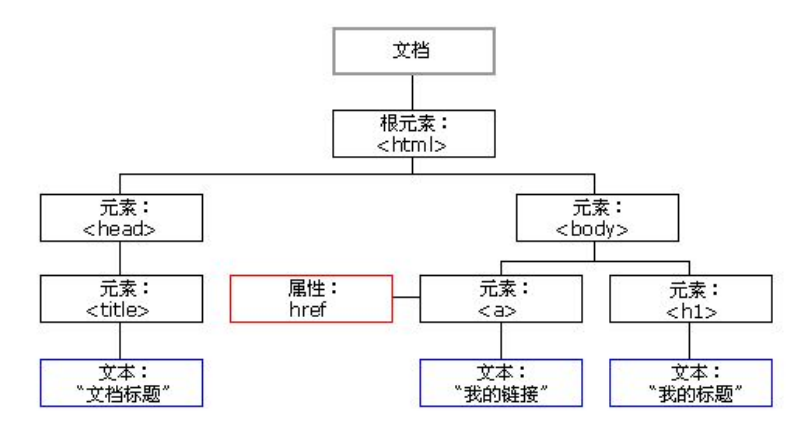 文档
根元素：
<html>
元素：
<head>
元素：
<body>
元素：
<title>
属性：
href
元素：
<a>
元素：
<h1>
文本：
“文档标题”
文本：
“我的链接”
文本：
“我的标题”